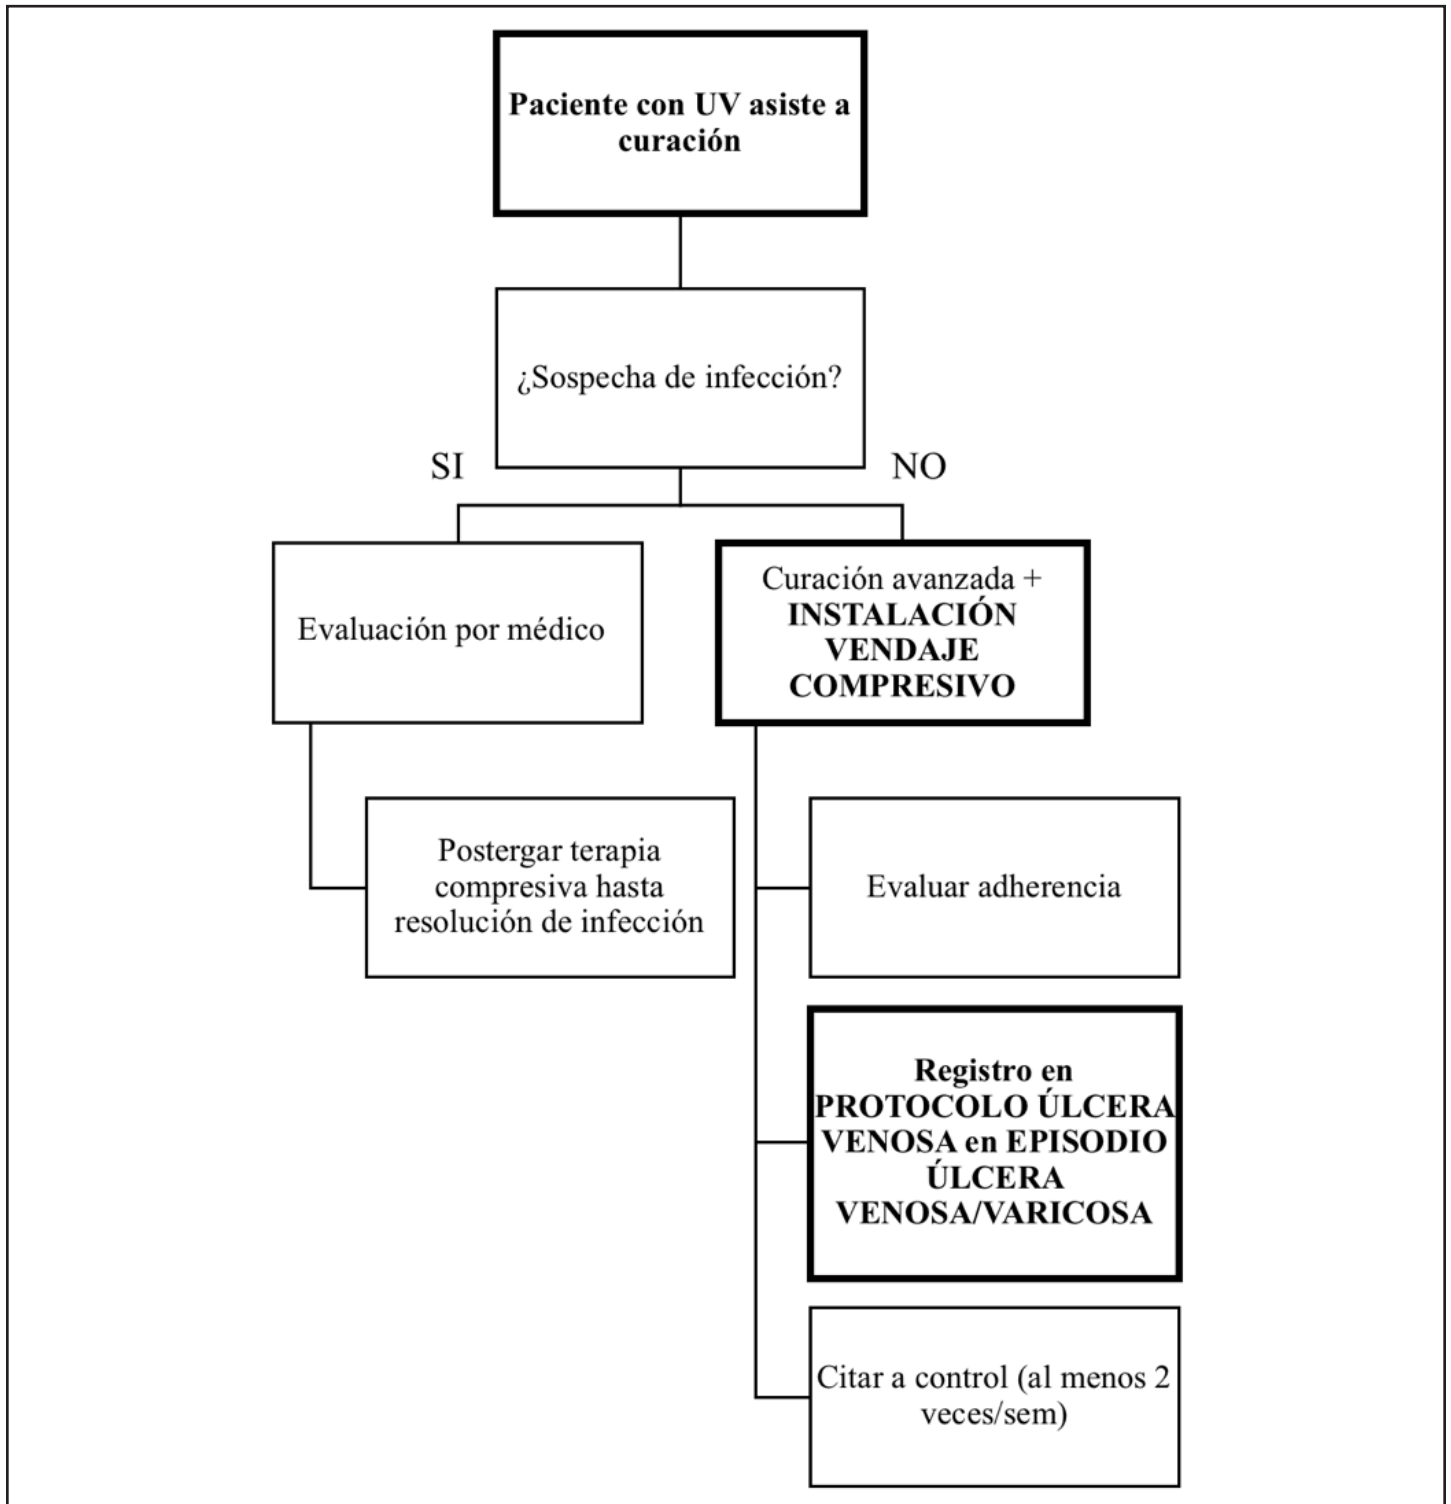 Paciente con UV asiste a
curación
¿Sospecha de infección?
SI
NO
Evaluación por médico
Curación avanzada +
INSTALACIÓN
VENDAJE
COMPRESIVO
Postergar terapia
compresiva hasta
resolución de infección
Evaluar adherencia
Registro en
PROTOCOLO ÚLCERA
VENOSA en EPISODIO
ÚLCERA
VENOSA/VARICOSA
Citar a control (al menos 2
veces/sem)